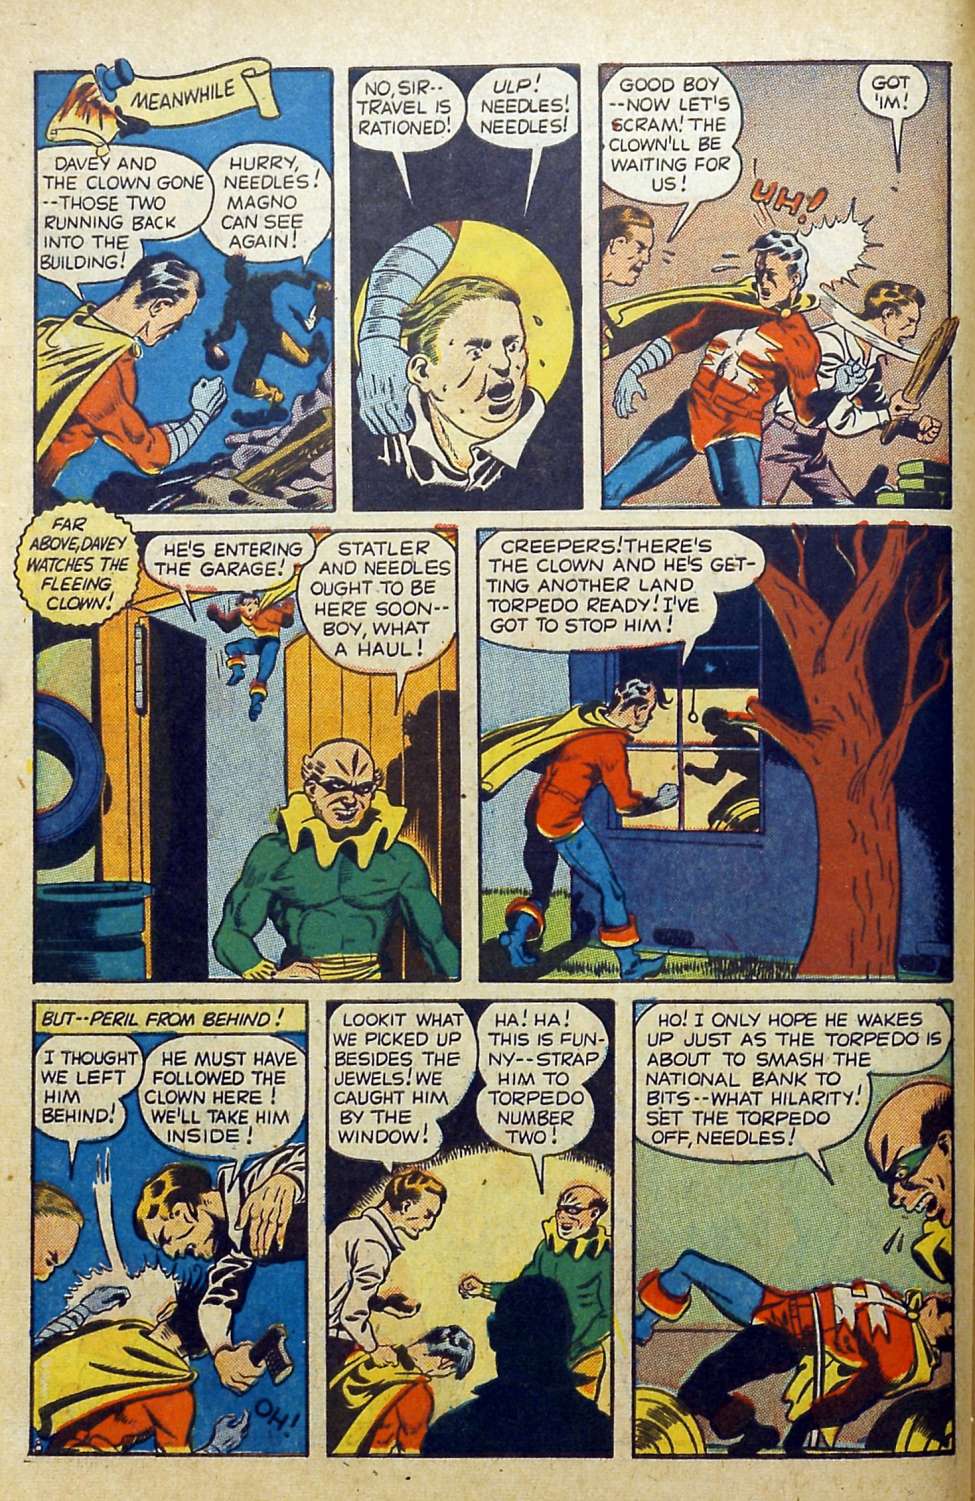 MEANWHILE
DAVEY AND
THE CLOWN GONE
--THOSE TWO
RUNNING BACK
INTO THE
BUILDING!
HURRY,
NEEDLES!
MAGNO
CAN SEE
AGAIN!
NO, SIR--
TRAVEL IS
RATIONED!
ULP!
NEEDLES!
NEEDLES!
GOOD BOY
--NOW LET'S
SCRAM! THE
CLOWN'LL BE
WAITING FOR
US!
UH!
GOT
'IM!
FAR
ABOVE, DAVEY
WATCHES THE
FLEEING
CLOWN!
HE'S ENTERING
THE GARAGE!
STATLER
AND NEEDLES
OUGHT TO BE
HERE SOON--
BOY, WHAT
A HAUL!
CREEPERS! THERE'S
THE CLOWN AND HE'S GET-
TING ANOTHER LAND
TORPEDO READY! I'VE
GOT TO STOP HIM!
BUT--PERIL FROM BEHIND!
I THOUGHT
WE LEFT
HIM
BEHIND!
HE MUST HAVE
FOLLOWED THE
CLOWN HERE!
WE'LL TAKE HIM
INSIDE!
OH!
LOOKIT WHAT
WE PICKED UP
BESIDES THE
JEWELS! WE
CAUGHT HIM
BY THE
WINDOW!
HA! HA!
THIS IS FUN-
NY--STRAP
HIM TO
TORPEDO
NUMBER
TWO!
HO! I ONLY HOPE HE WAKES
UP JUST AS THE TORPEDO IS
ABOUT TO SMASH THE
NATIONAL BANK TO
BITS--WHAT HILARITY!
SET THE TORPEDO
OFF, NEEDLES!